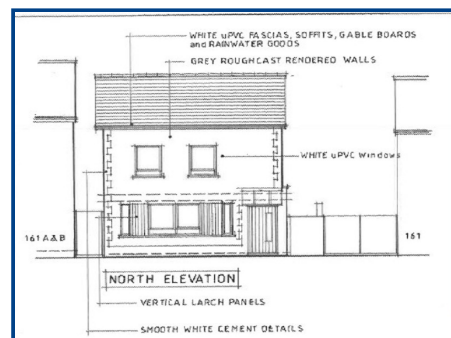 WHITE uPVC FASCIAS, SOFFITS, GABLE BOARDS
and RAINWATER GOODS
GREY ROUGHCAST RENDERED WALLS
WHITE uPVC Windows
161 A&B
161
NORTH ELEVATION
VERTICAL LARCH PANELS
SMOOTH WHITE CEMENT DETAILS